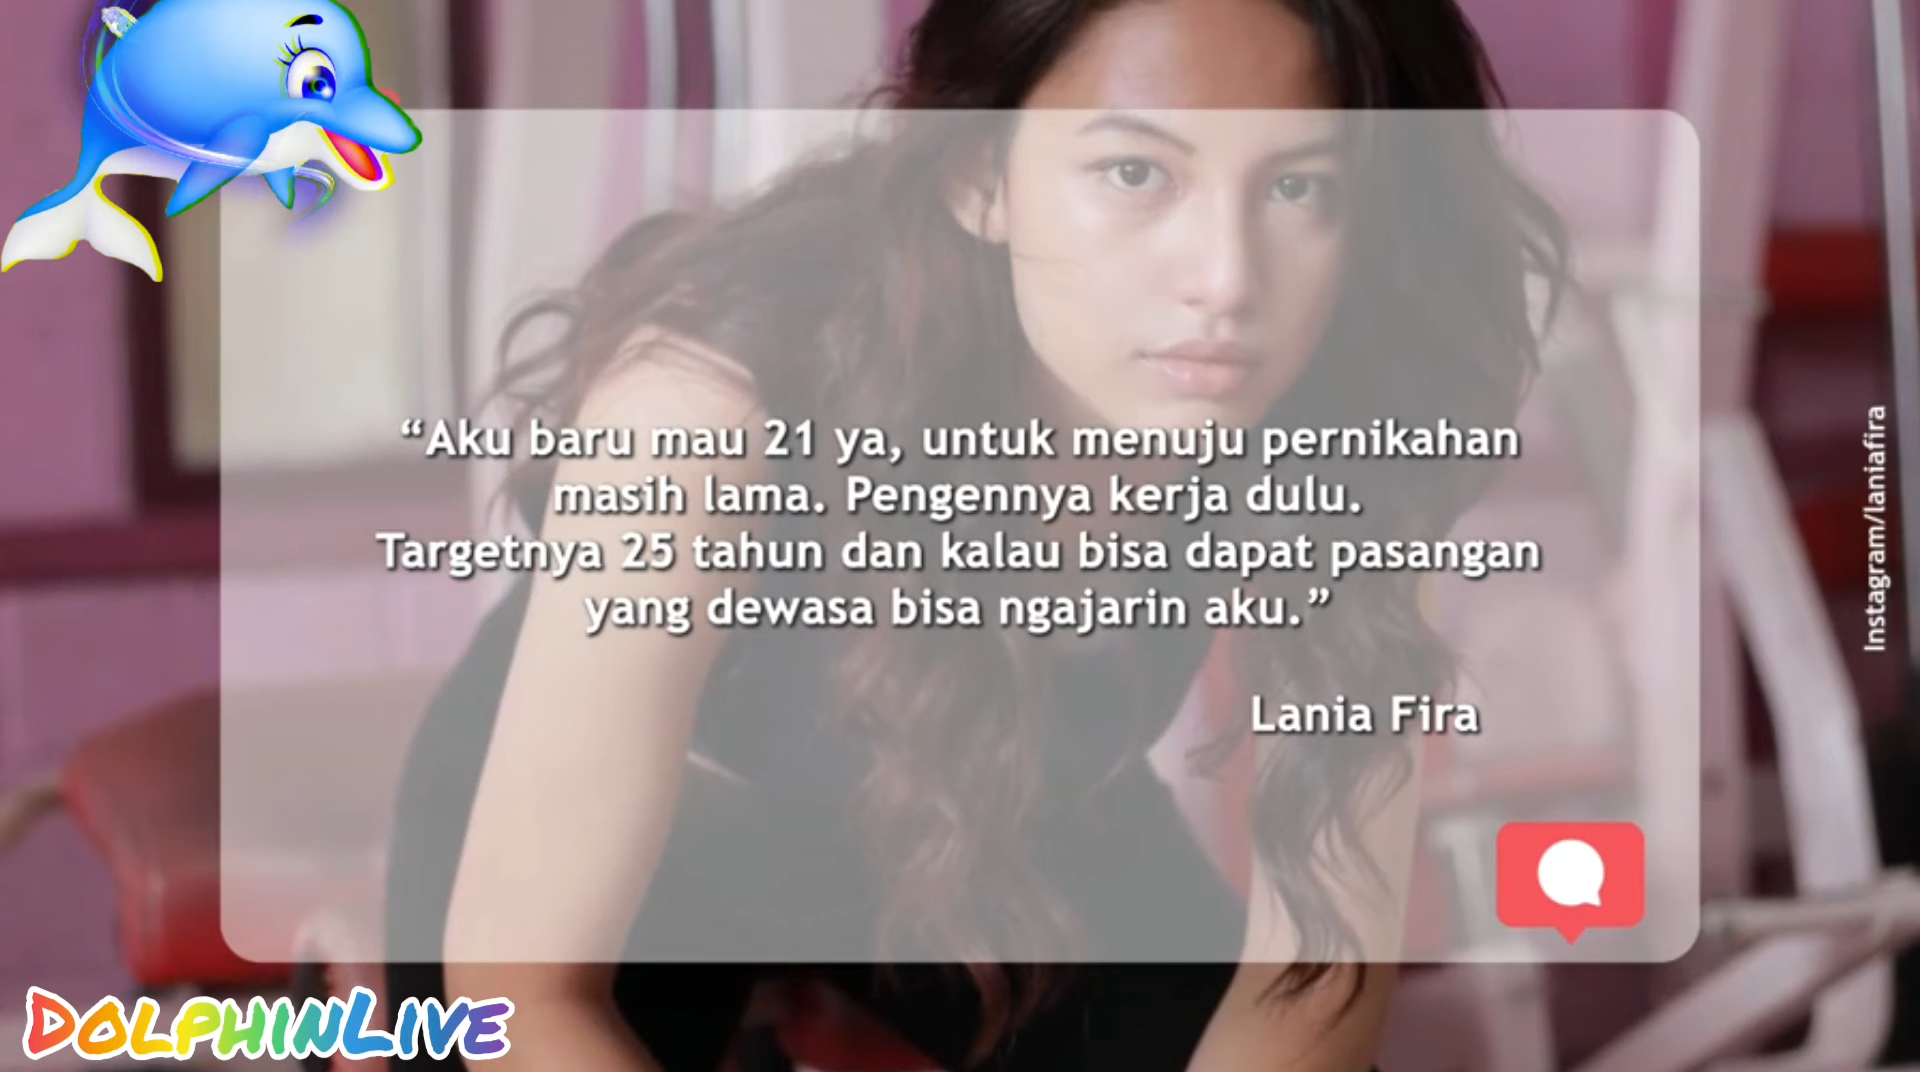 “Aku baru mau 21 ya, untuk menuju pernikahan
masih lama. Pengennya kerja dulu.
Targetnya 25 tahun dan kalau bisa dapat pasangan
yang dewasa bisa ngajarin aku.”
Lania Fira
Instagram/laniafira
DOLPHINLIVE